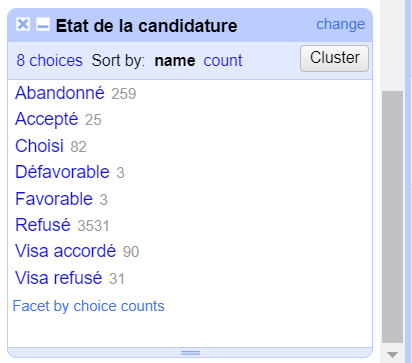 Etat de la candidature change
8 choices Sort by: name count Cluster
Abandonné 259
Accepté 25
Choisi 82
Défavorable 3
Favorable 3
Refusé 3531
Visa accordé 90
Visa refusé 31
Facet by choice counts